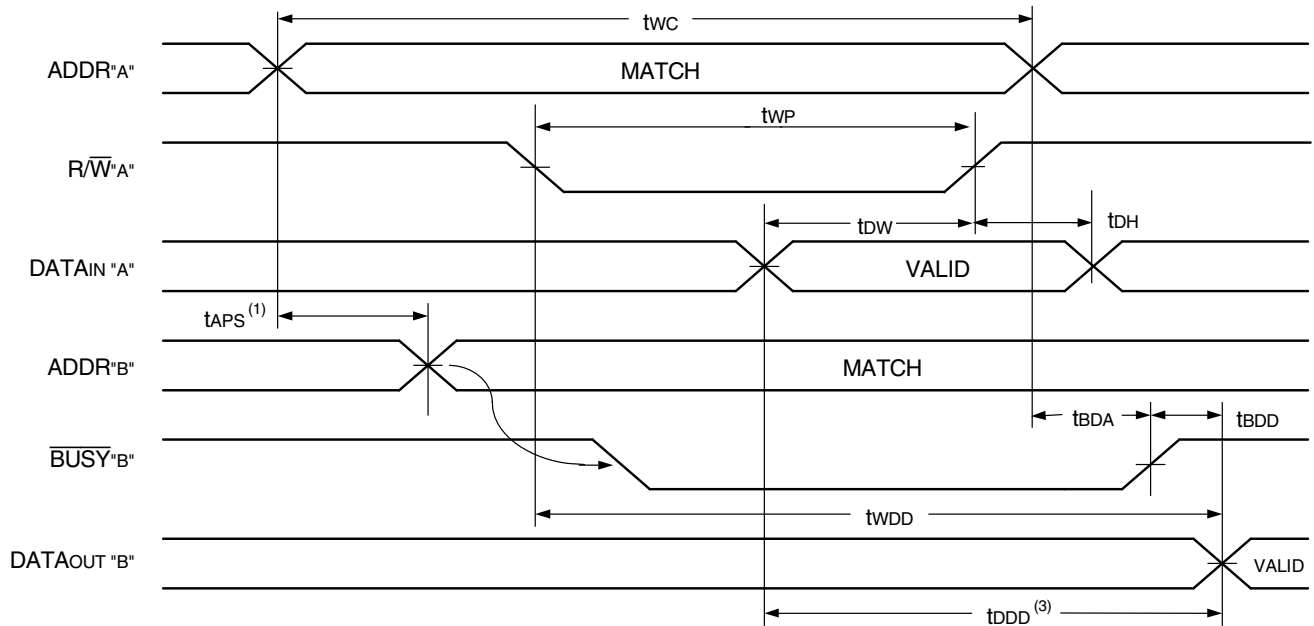 tWC
ADDR"A" MATCH
tWP
R/W̅"A"
tDW tDH
DATAIN "A" VALID
tAPS (1)
ADDR"B" MATCH
tBDA tBDD
B̅U̅S̅Y̅"B"
tWDD
DATAOUT "B" VALID
tDDD (3)